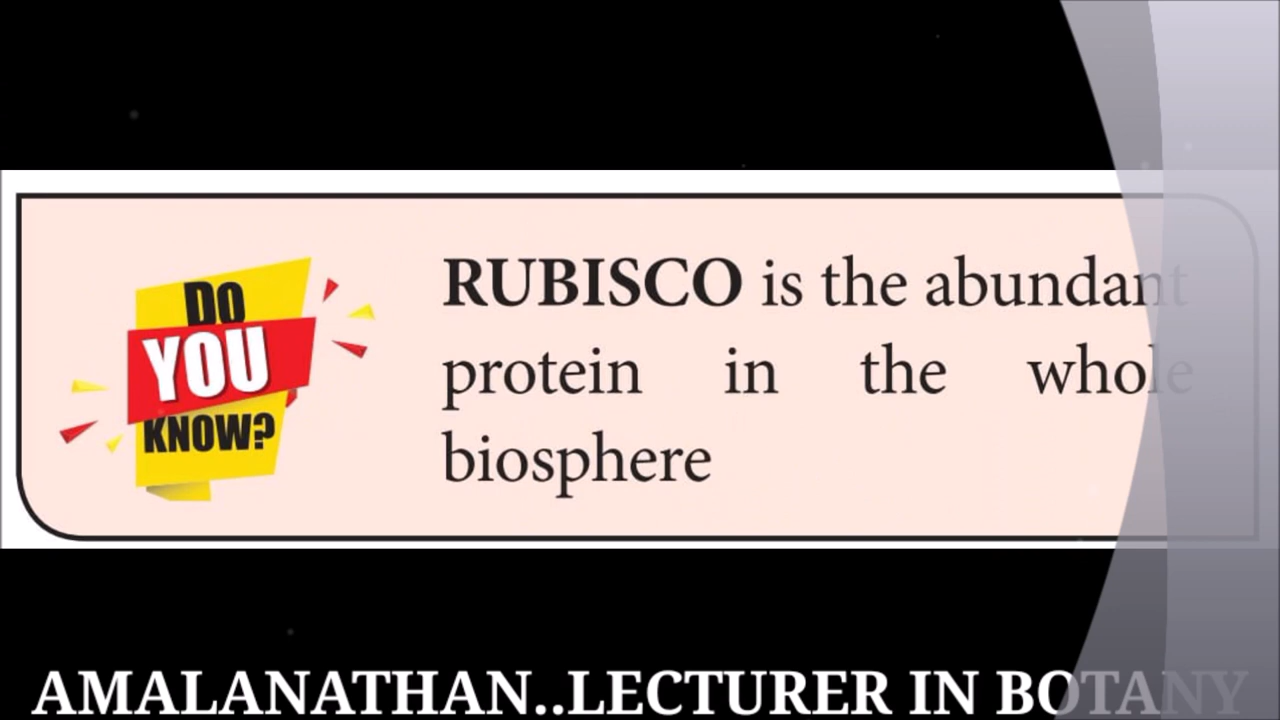 DO
YOU
KNOW?
RUBISCO is the abundant
protein in the whole
biosphere
AMALANATHAN..LECTURER IN BOTANY